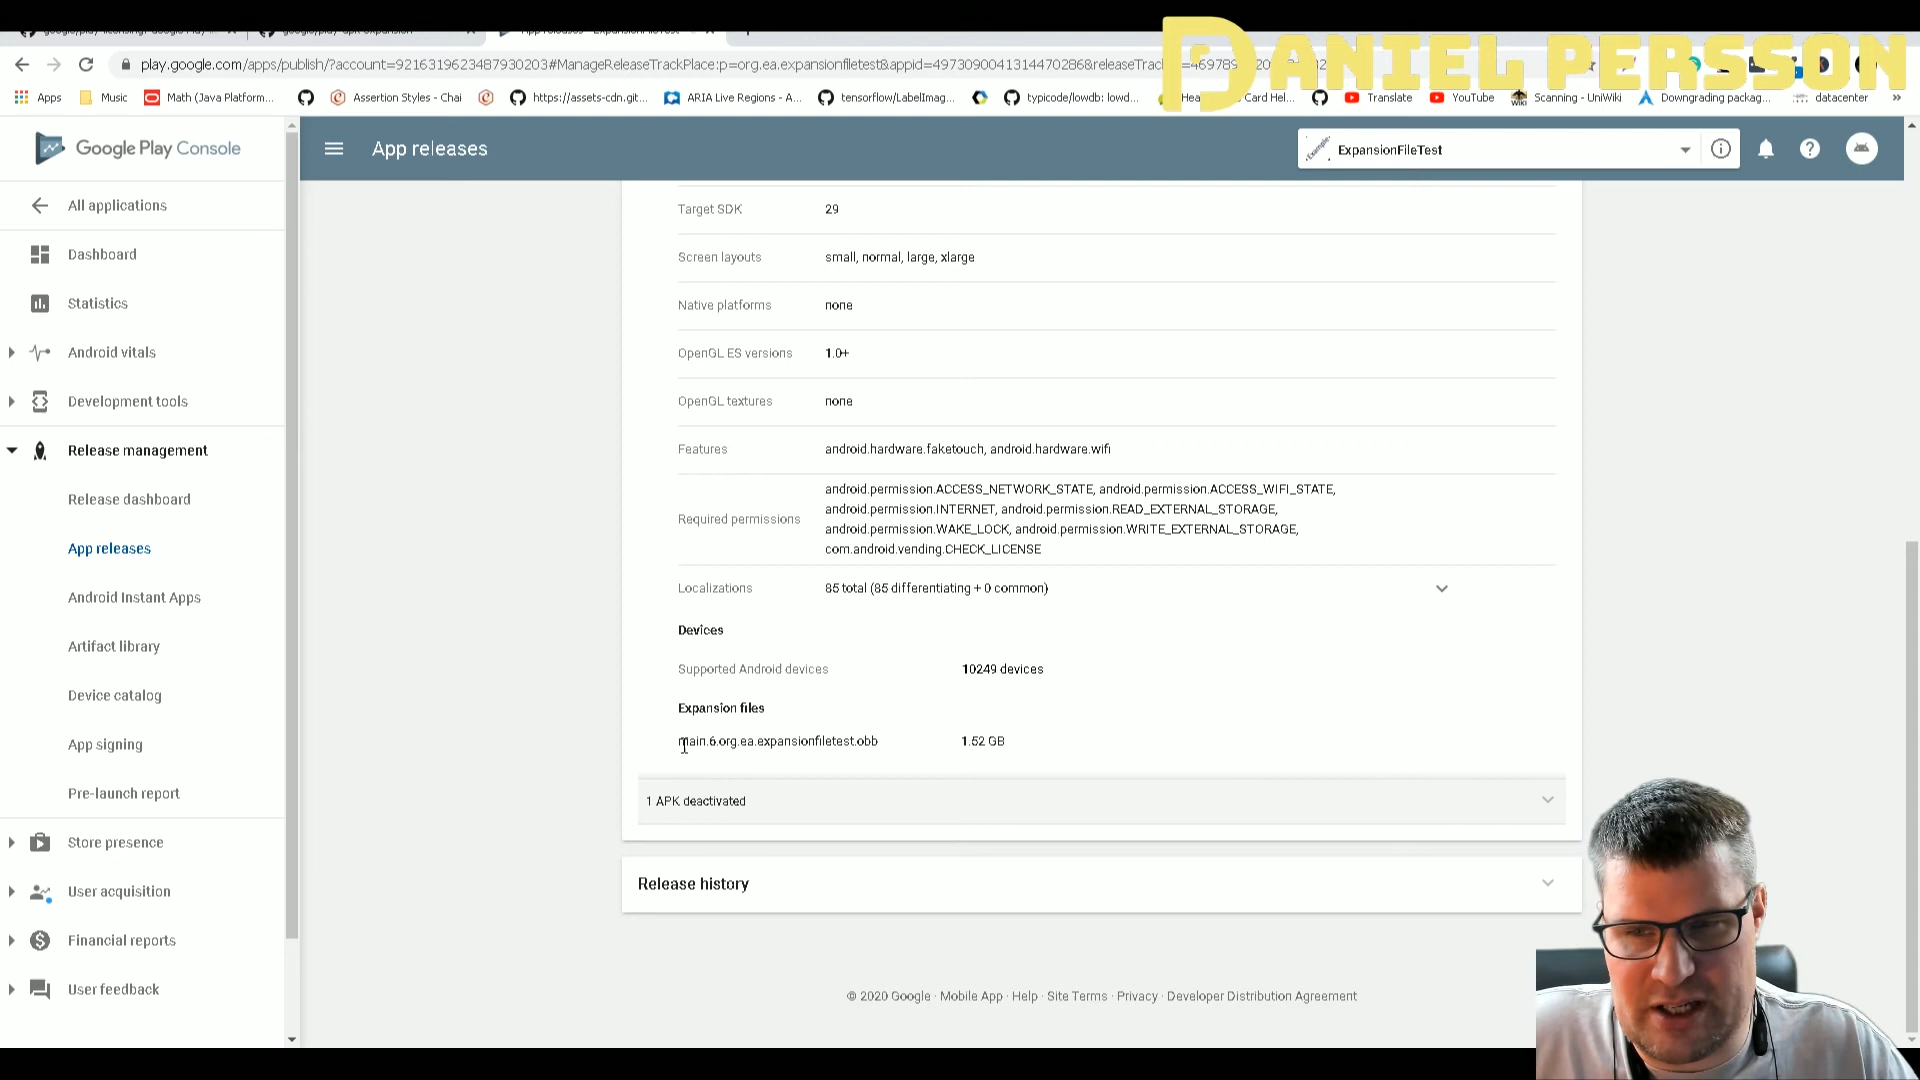 DANIEL PERSSON
play.google.com/apps/publish/?account=9216319623487930203#ManageReleaseTrackPlace:p=org.ea.expansionfiletest&appid=4973090041314470286&releaseTrack
Apps
Music
Math (Java Platform...
Assertion Styles - Chai
https://assets-cdn.git...
ARIA Live Regions - A...
tensorflow/LabelImag...
typicode/lowdb: lowd...
Card Hel...
Translate
YouTube
Scanning - UniWiki
Downgrading packag...
datacenter
»
Google Play Console
App releases
ExpansionFileTest
All applications
Dashboard
Statistics
Android vitals
Development tools
Release management
Release dashboard
App releases
Android Instant Apps
Artifact library
Device catalog
App signing
Pre-launch report
Store presence
User acquisition
Financial reports
User feedback
Target SDK 29
Screen layouts small, normal, large, xlarge
Native platforms none
OpenGL ES versions 1.0+
OpenGL textures none
Features android.hardware.faketouch, android.hardware.wifi
Required permissions
android.permission.ACCESS_NETWORK_STATE, android.permission.ACCESS_WIFI_STATE,
android.permission.INTERNET, android.permission.READ_EXTERNAL_STORAGE,
android.permission.WAKE_LOCK, android.permission.WRITE_EXTERNAL_STORAGE,
com.android.vending.CHECK_LICENSE
Localizations 85 total (85 differentiating + 0 common)
Devices
Supported Android devices 10249 devices
Expansion files
main.6.org.ea.expansionfiletest.obb 1.52 GB
1 APK deactivated
Release history
© 2020 Google · Mobile App · Help · Site Terms · Privacy · Developer Distribution Agreement